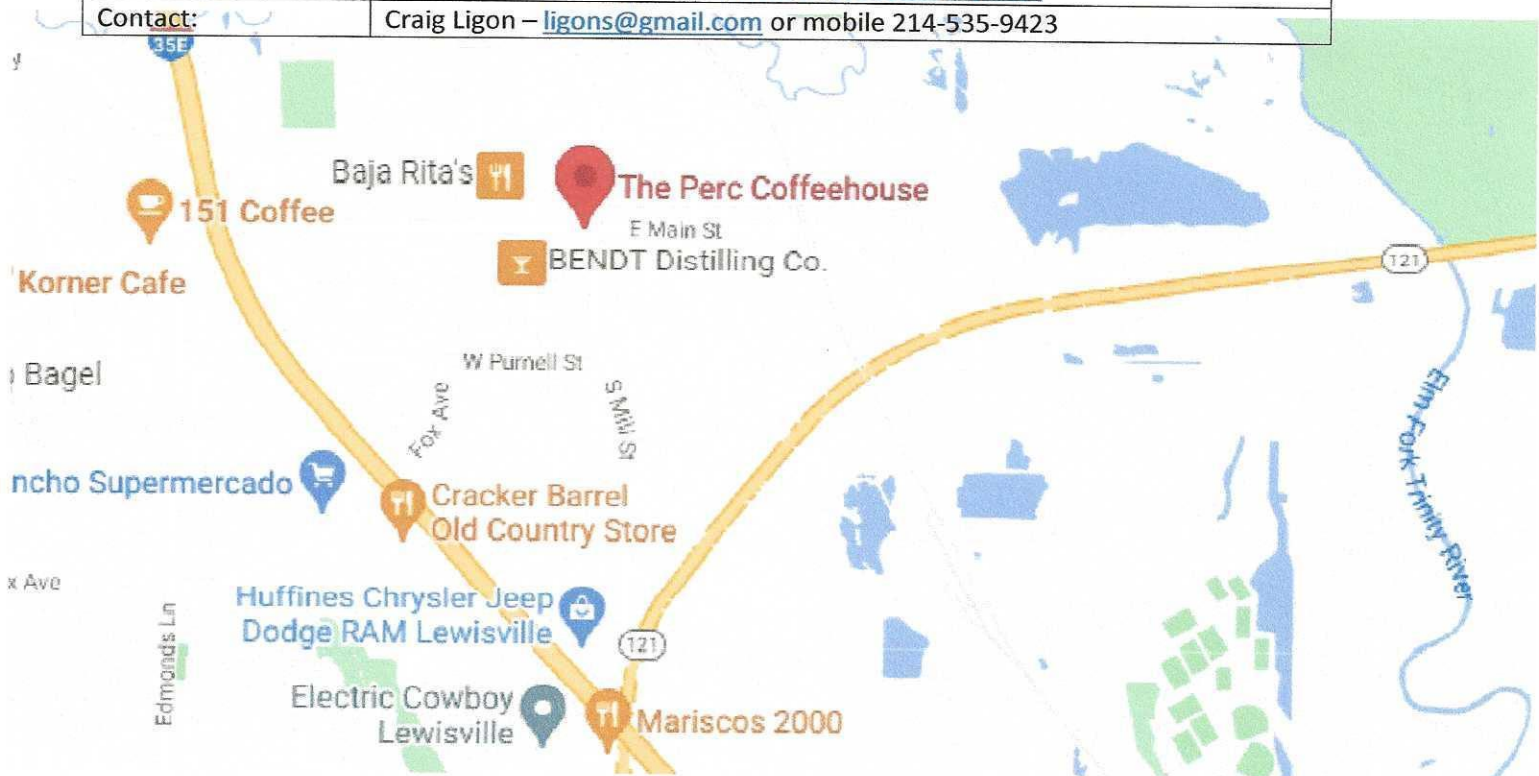 Contact: Craig Ligon – ligons@gmail.com or mobile 214-535-9423
35E
Baja Rita's
The Perc Coffeehouse
151 Coffee
E Main St
BENDT Distilling Co.
121
Korner Cafe
W Purnell St
Bagel
Fox Ave
S Mill St
Elm Fork Trinity River
ncho Supermercado
Cracker Barrel
Old Country Store
x Ave
Huffines Chrysler Jeep
Dodge RAM Lewisville
121
Edmonds Ln
Electric Cowboy
Lewisville
Mariscos 2000